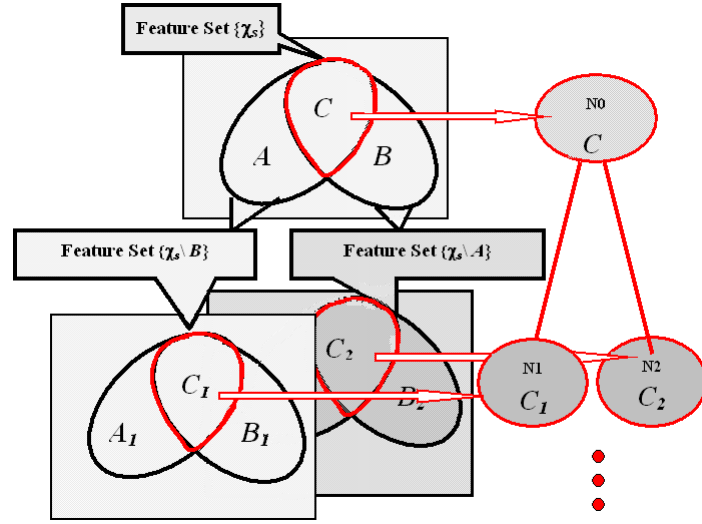 Feature Set {χs}
C
A
B
N0
C
Feature Set {χs\B}
Feature Set {χs\A}
C2
B2
C1
A1
B1
N1
C1
N2
C2